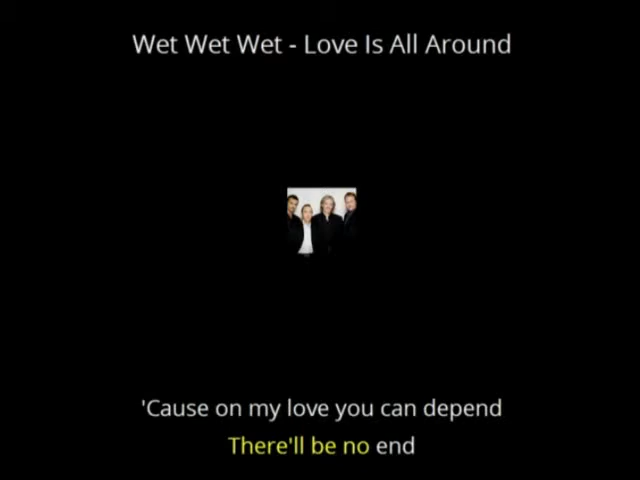 Wet Wet Wet - Love Is All Around
'Cause on my love you can depend
There'll be no end